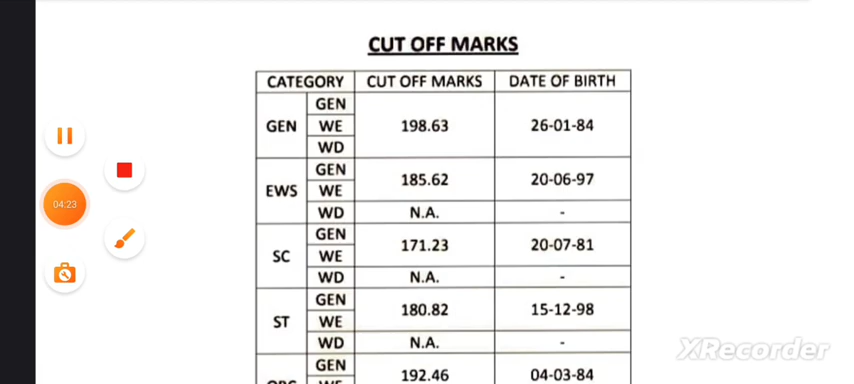 CUT OFF MARKS
CATEGORY CUT OFF MARKS DATE OF BIRTH
GEN
GEN WE 198.63 26-01-84
WD
GEN
EWS WE 185.62 20-06-97
WD N.A. -
GEN
SC WE 171.23 20-07-81
WD N.A. -
GEN
ST WE 180.82 15-12-98
WD N.A. -
GEN
192.46 04-03-84
04:23
XRecorder